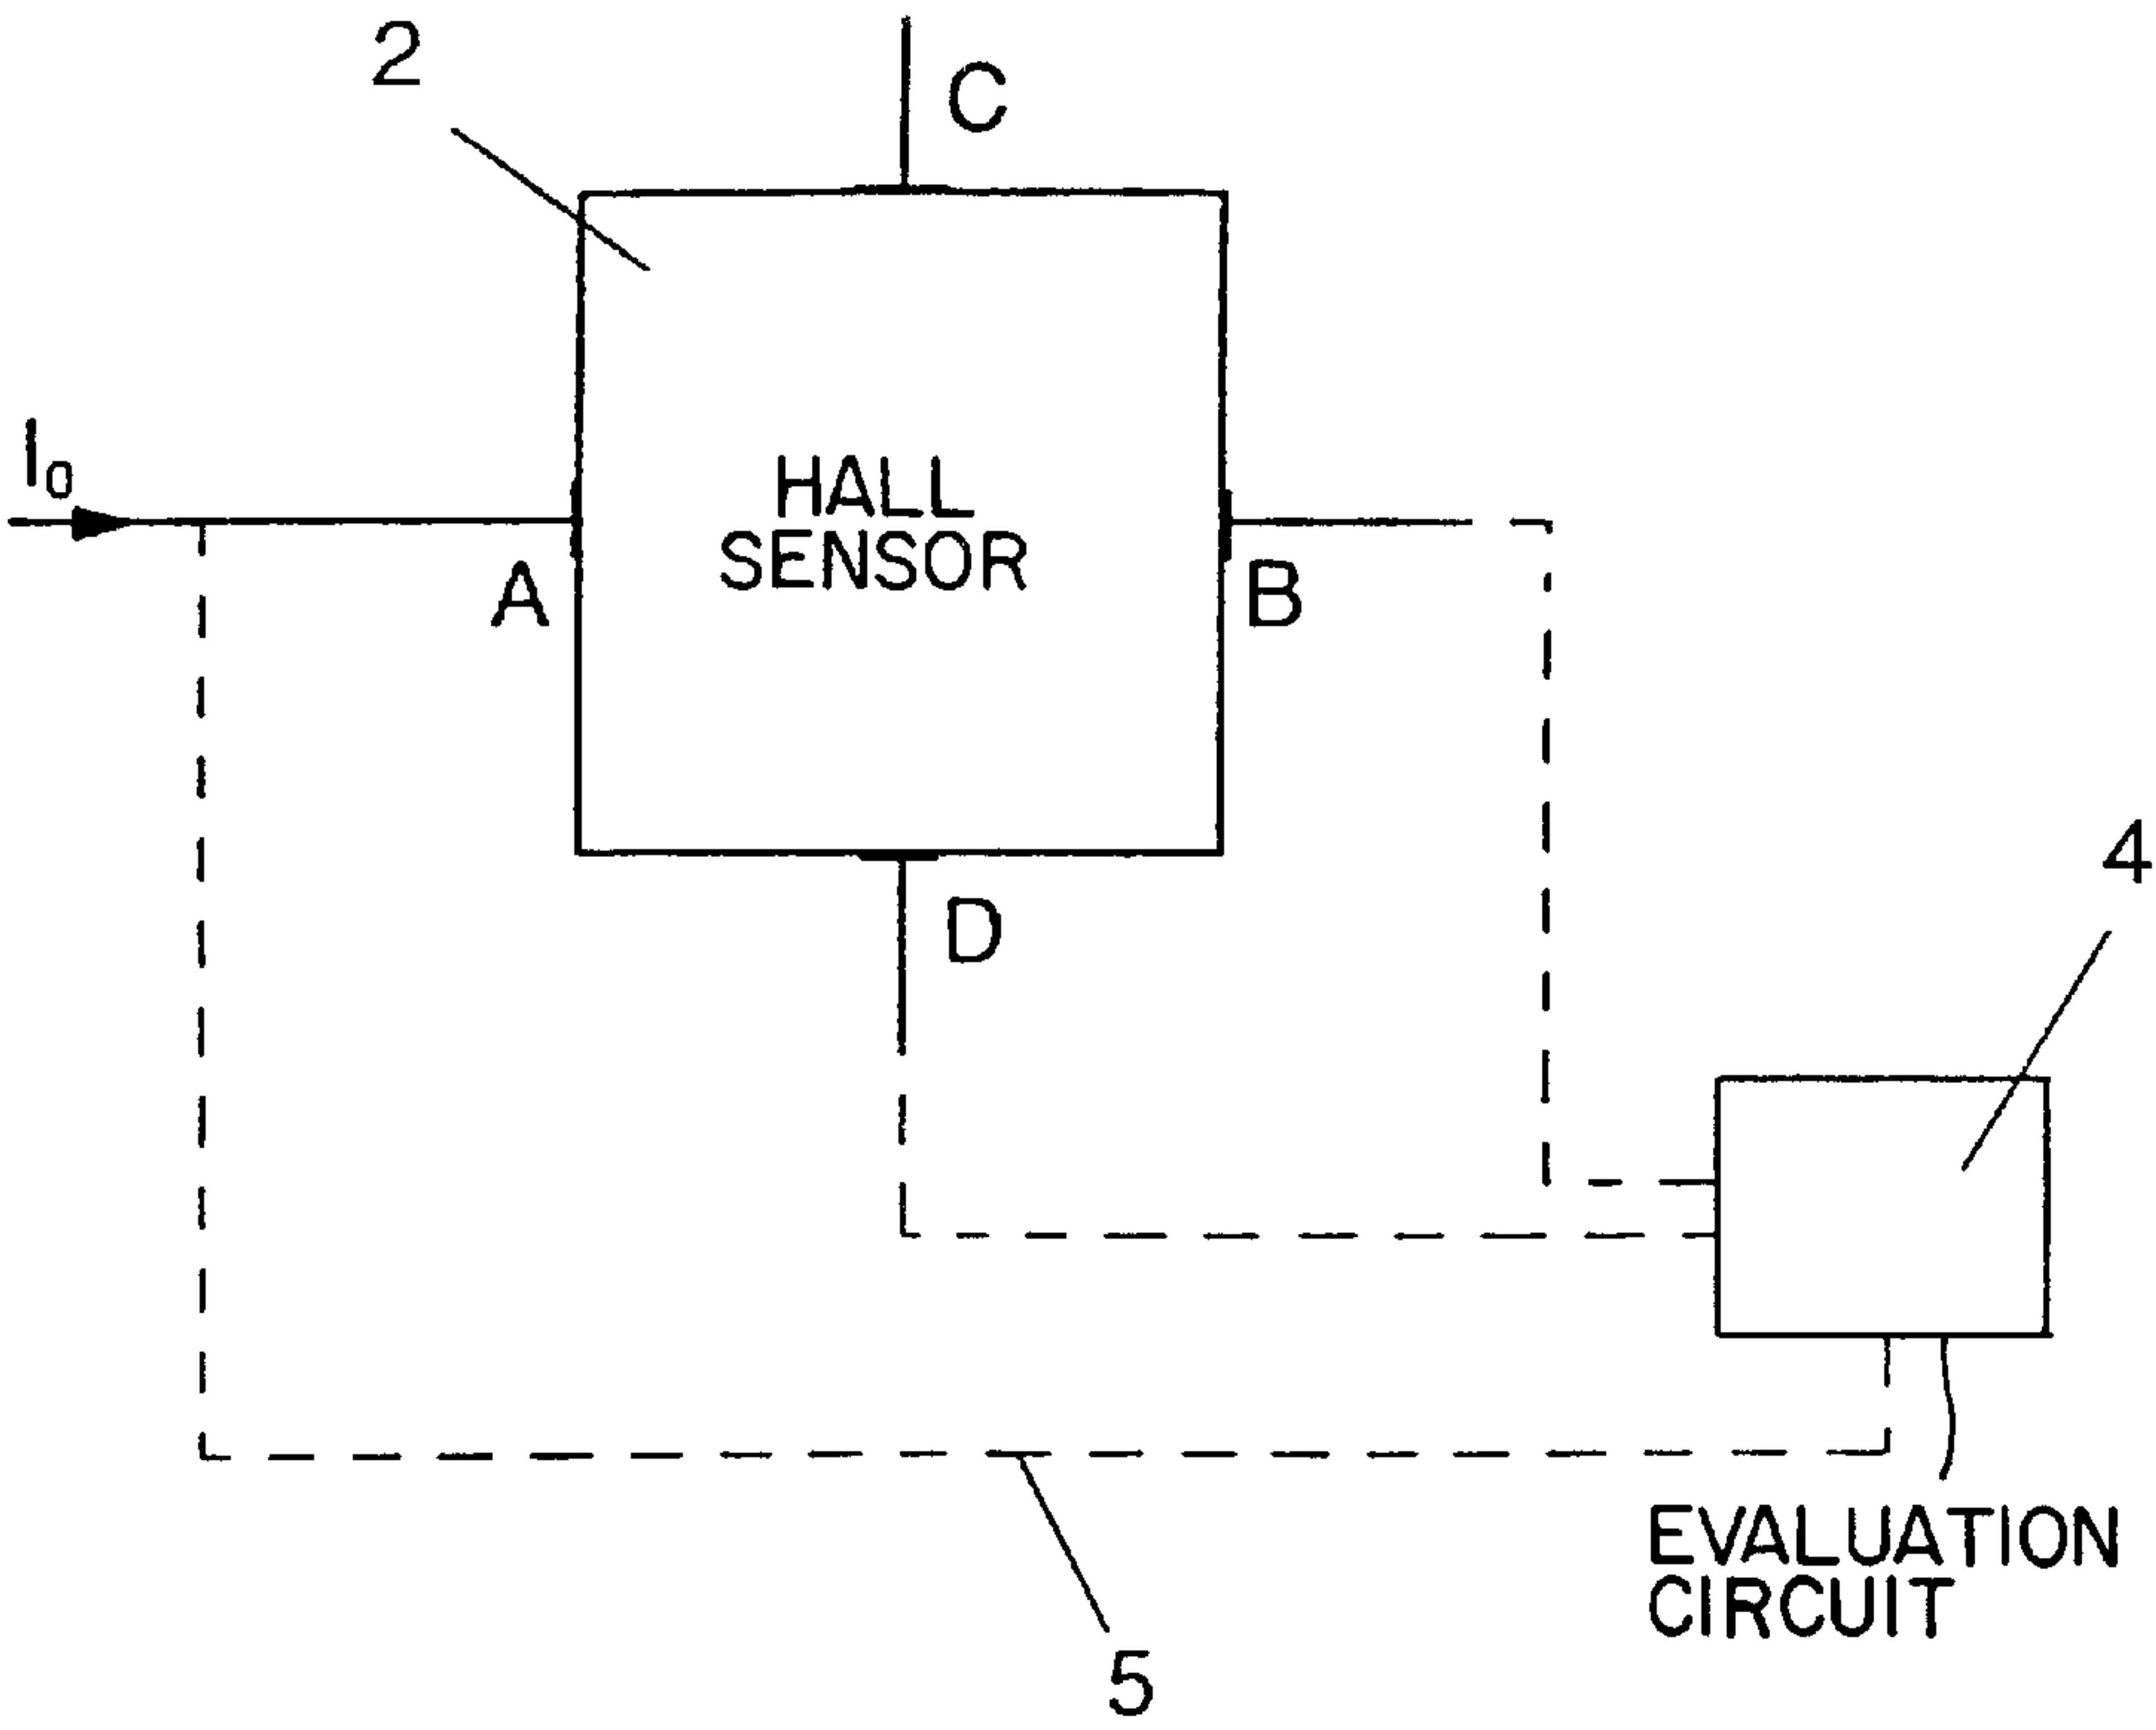 2
C
I₀
HALL
SENSOR
A
B
D
4
EVALUATION
CIRCUIT
5